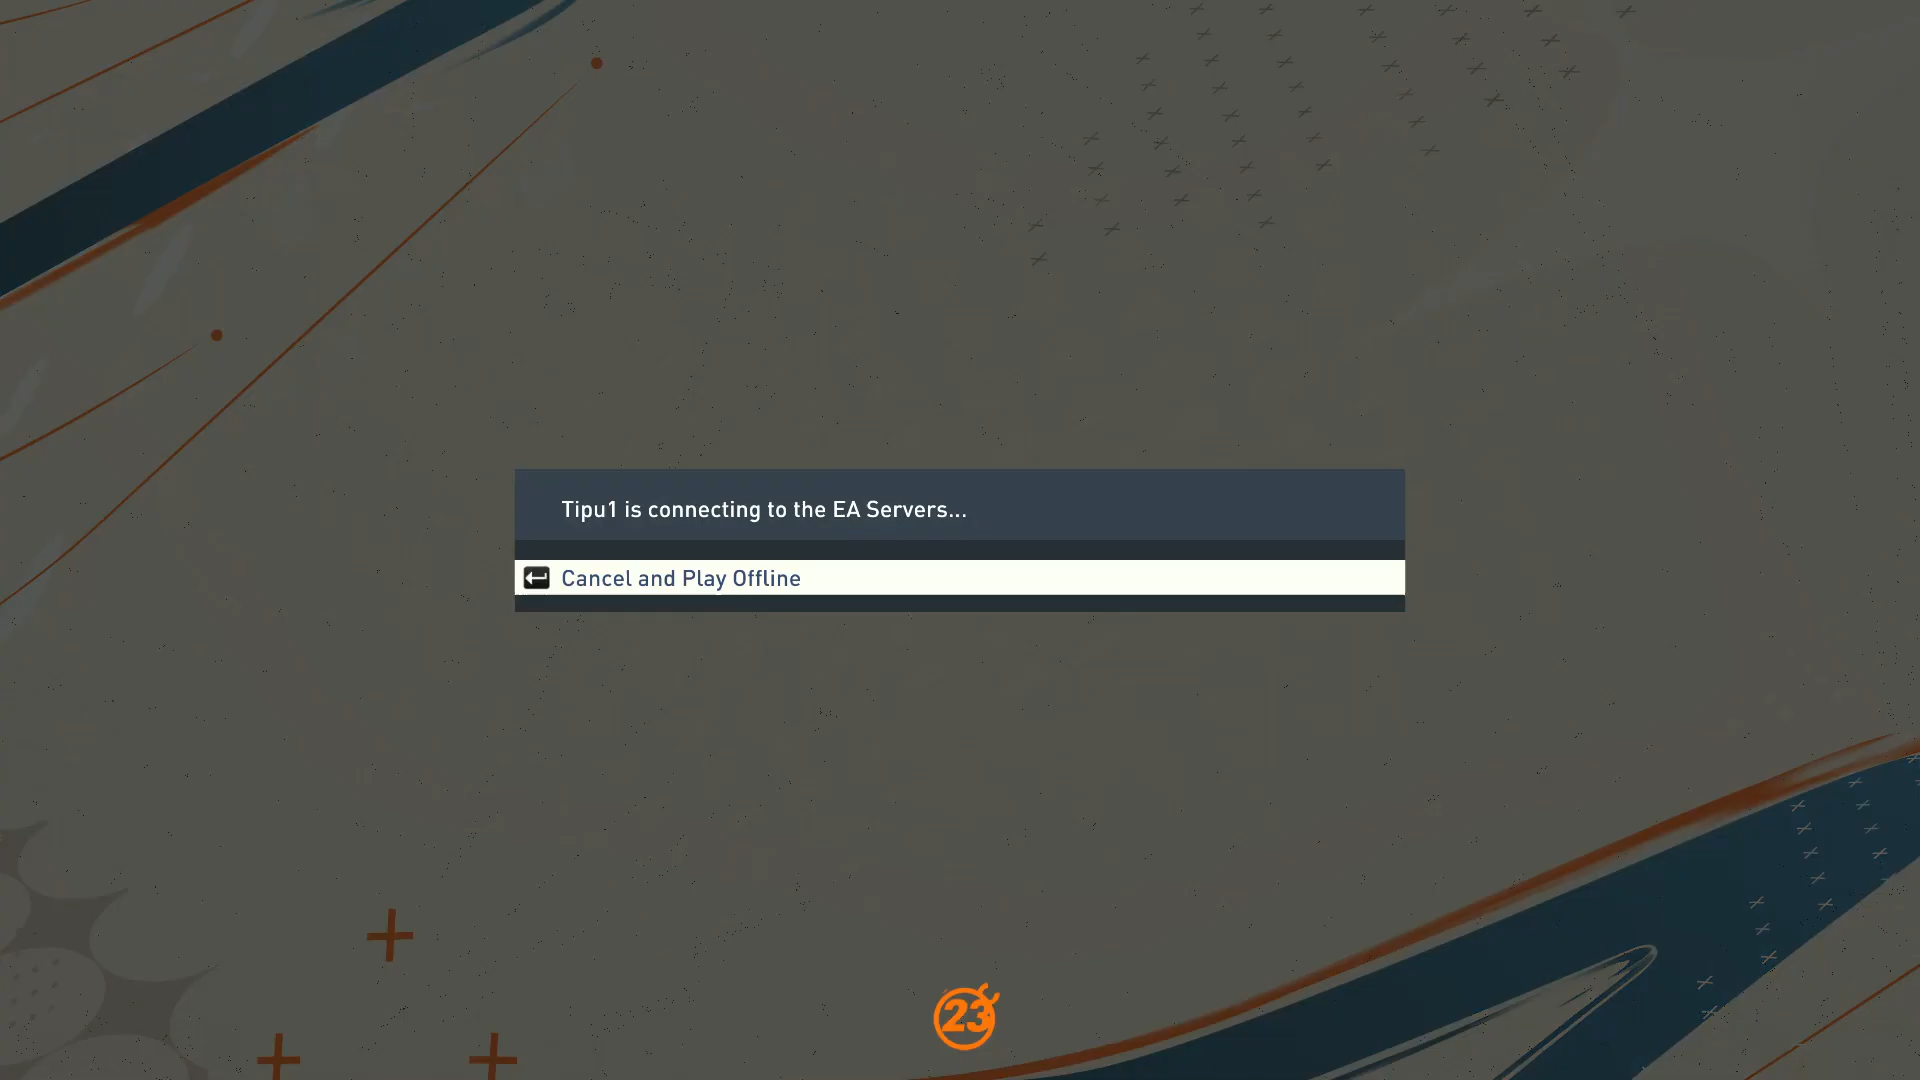 Tipu1 is connecting to the EA Servers...
Cancel and Play Offline
23